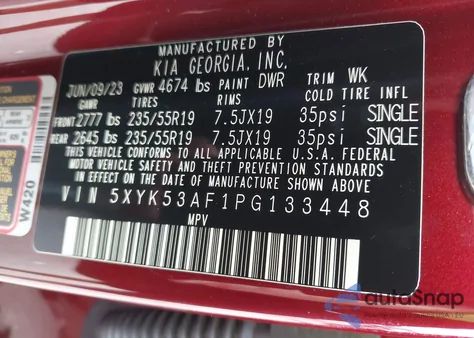 MANUFACTURED BY
KIA GEORGIA, INC.
JUN/09/23 GVWR 4674 lbs PAINT DWR TRIM WK
GAWR TIRES RIMS COLD TIRE INFL
FRONT 2777 lbs 235/55R19 7.5JX19 35psi SINGLE
REAR 2645 lbs 235/55R19 7.5JX19 35psi SINGLE
THIS VEHICLE CONFORMS TO ALL APPLICABLE U.S.A. FEDERAL
MOTOR VEHICLE SAFETY AND THEFT PREVENTION STANDARDS
IN EFFECT ON THE DATE OF MANUFACTURE SHOWN ABOVE.
VIN 5XYK53AF1PG133448
MPV
W420
autoSnap